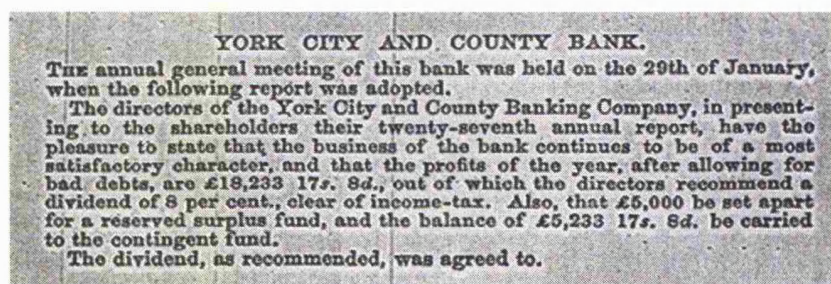 YORK CITY AND COUNTY BANK.
THE annual general meeting of this bank was held on the 29th of January,
when the following report was adopted.
The directors of the York City and County Banking Company, in present-
ing to the shareholders their twenty-seventh annual report, have the
pleasure to state that the business of the bank continues to be of a most
satisfactory character, and that the profits of the year, after allowing for
bad debts, are £18,233 17s. 8d., out of which the directors recommend a
dividend of 8 per cent., clear of income-tax. Also, that £5,000 be set apart
for a reserved surplus fund, and the balance of £5,233 17s. 8d. be carried
to the contingent fund.
The dividend, as recommended, was agreed to.